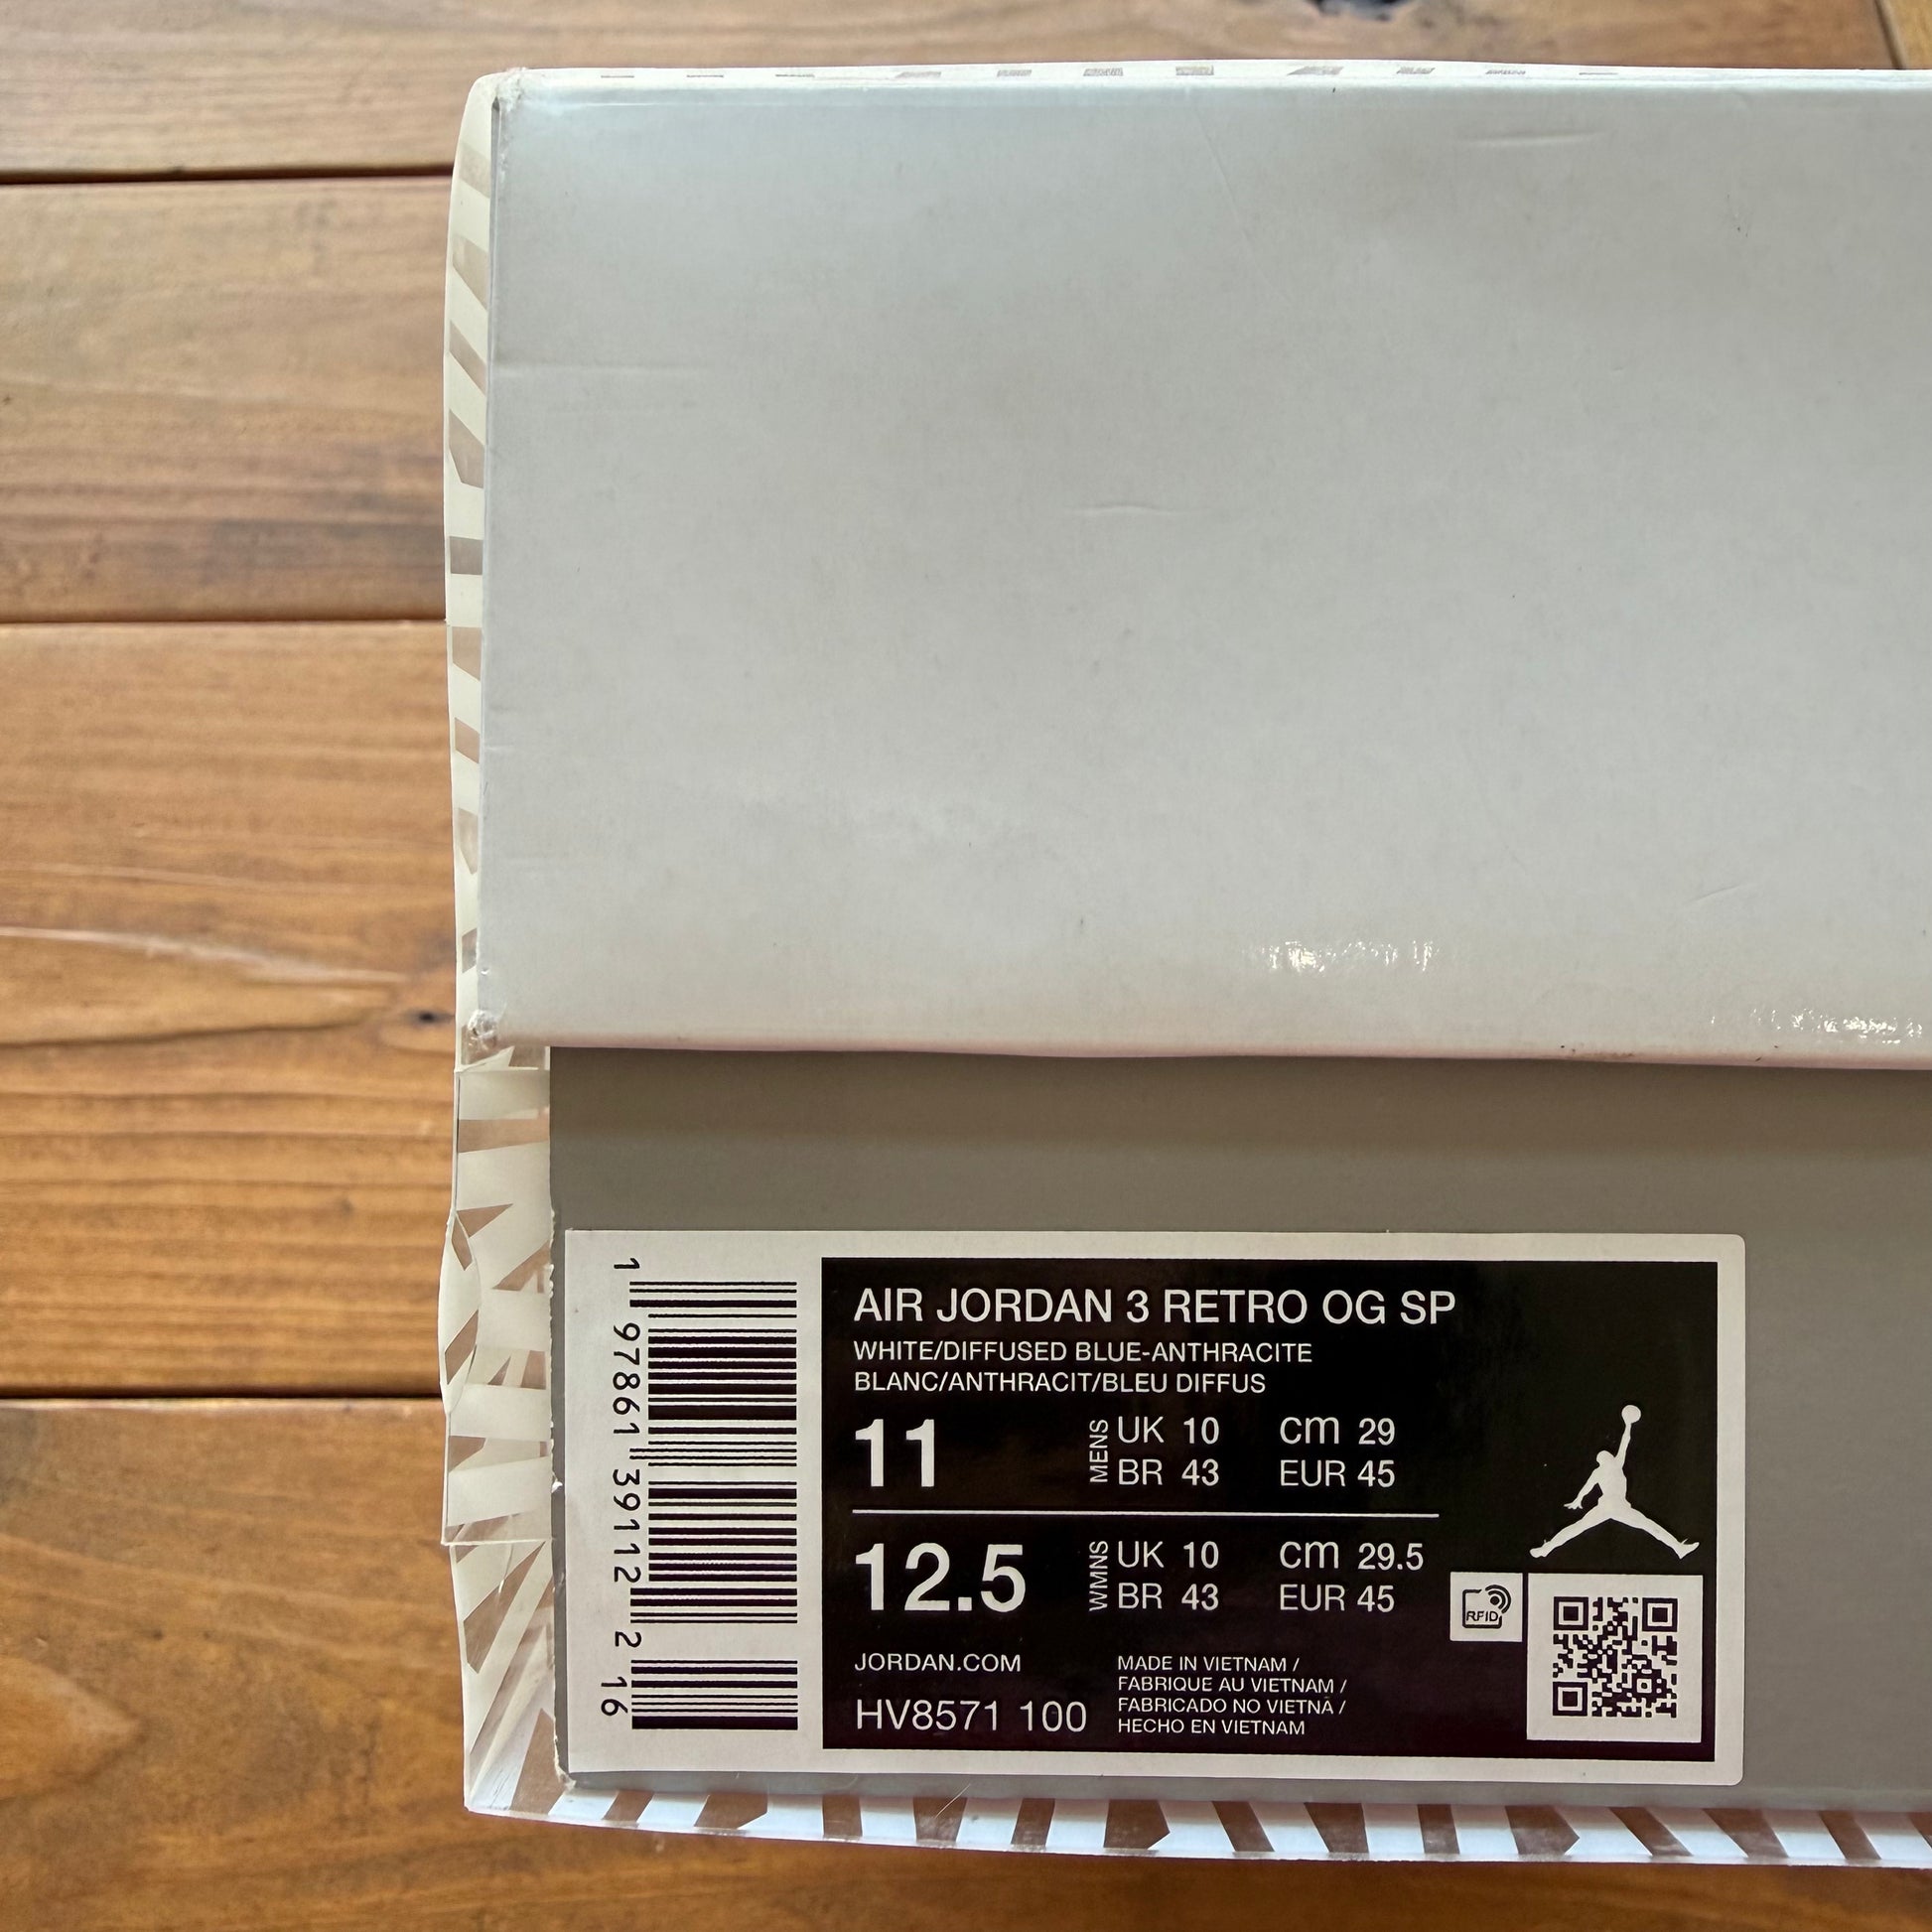 1 97861 39112 2 16
AIR JORDAN 3 RETRO OG SP
WHITE/DIFFUSED BLUE-ANTHRACITE
BLANC/ANTHRACIT/BLEU DIFFUS
11 MENS UK 10 cm 29
BR 43 EUR 45
12.5 WMNS UK 10 cm 29.5
BR 43 EUR 45
RFID
JORDAN.COM
HV8571 100
MADE IN VIETNAM /
FABRIQUE AU VIETNAM /
FABRICADO NO VIETNÃ /
HECHO EN VIETNAM